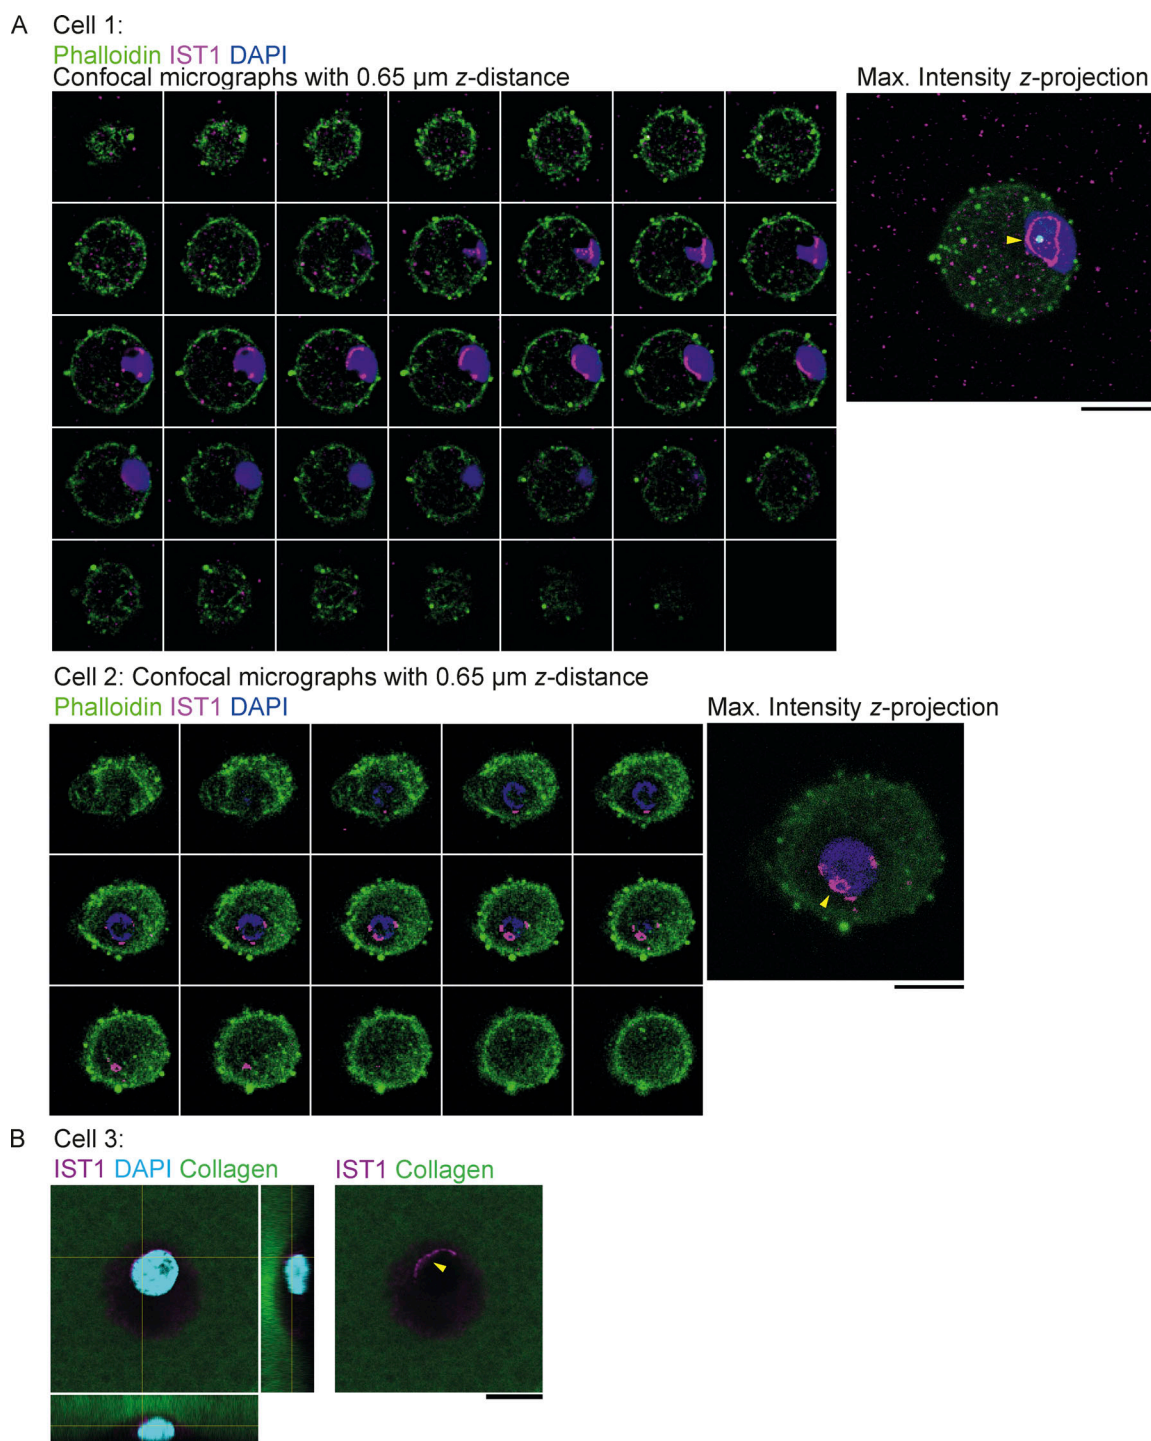 A Cell 1:
Phalloidin IST1 DAPI
Confocal micrographs with 0.65 µm z-distance
Max. Intensity z-projection
Cell 2: Confocal micrographs with 0.65 µm z-distance
Phalloidin IST1 DAPI
Max. Intensity z-projection
B Cell 3:
IST1 DAPI Collagen
IST1 Collagen